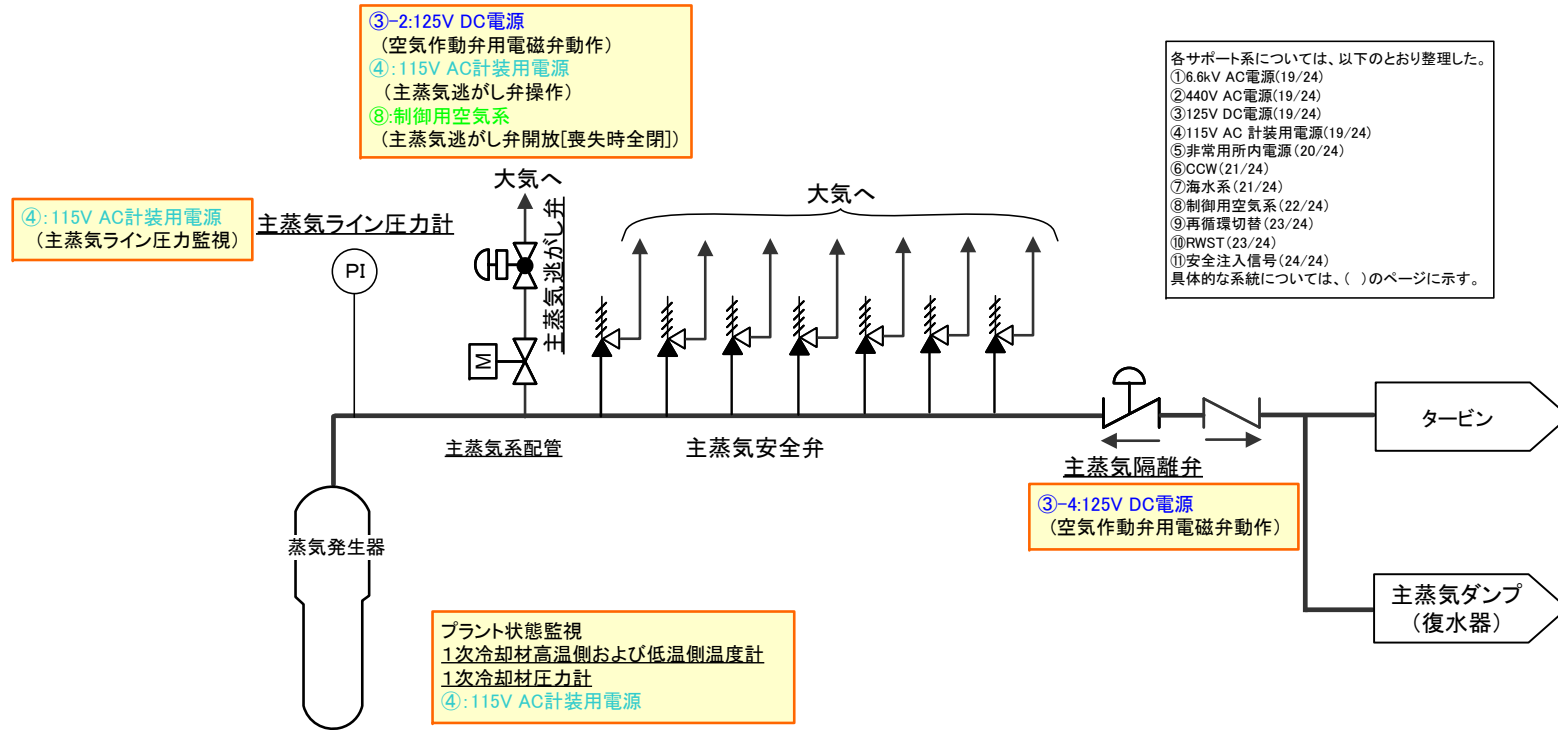 ③-2:125V DC電源
(空気作動弁用電磁弁動作)
④:115V AC計装用電源
(主蒸気逃がし弁操作)
⑧:制御用空気系
(主蒸気逃がし弁開放[喪失時全閉])
各サポート系については、以下のとおり整理した。
①6.6kV AC電源(19/24)
②440V AC電源(19/24)
③125V DC電源(19/24)
④115V AC 計装用電源(19/24)
⑤非常用所内電源(20/24)
⑥CCW(21/24)
⑦海水系(21/24)
⑧制御用空気系(22/24)
⑨再循環切替(23/24)
⑩RWST(23/24)
⑪安全注入信号(24/24)
具体的な系統については、( )のページに示す。
④:115V AC計装用電源
(主蒸気ライン圧力監視)
主蒸気ライン圧力計
PI
大気へ
主蒸気逃がし弁
M
大気へ
主蒸気系配管
主蒸気安全弁
主蒸気隔離弁
③-4:125V DC電源
(空気作動弁用電磁弁動作)
タービン
主蒸気ダンプ
(復水器)
蒸気発生器
プラント状態監視
1次冷却材高温側および低温側温度計
1次冷却材圧力計
④:115V AC計装用電源